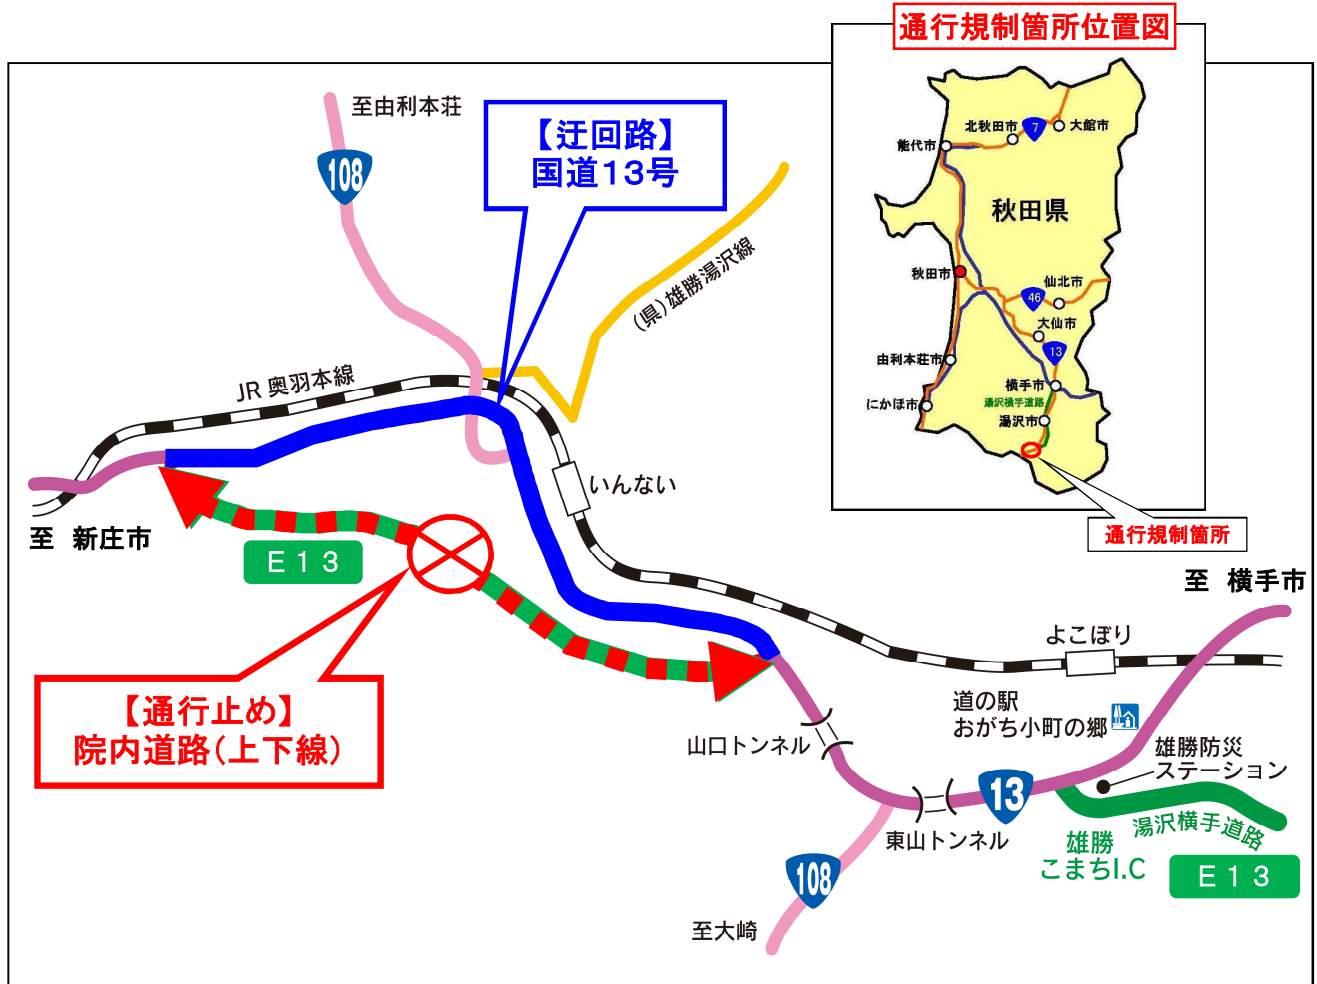 通行規制箇所位置図
北秋田市
7
大館市
能代市
秋田県
秋田市
仙北市
46
大仙市
13
由利本荘市
横手市
湯沢横手道路
にかほ市
湯沢市
通行規制箇所
至由利本荘
108
【迂回路】
国道13号
(県)雄勝湯沢線
JR 奥羽本線
いんない
至 新庄市
E13
【通行止め】
院内道路(上下線)
至 横手市
よこぼり
道の駅
おがち小町の郷
雄勝防災
ステーション
山口トンネル
13
東山トンネル
湯沢横手道路
雄勝
こまちI.C
E13
108
至大崎